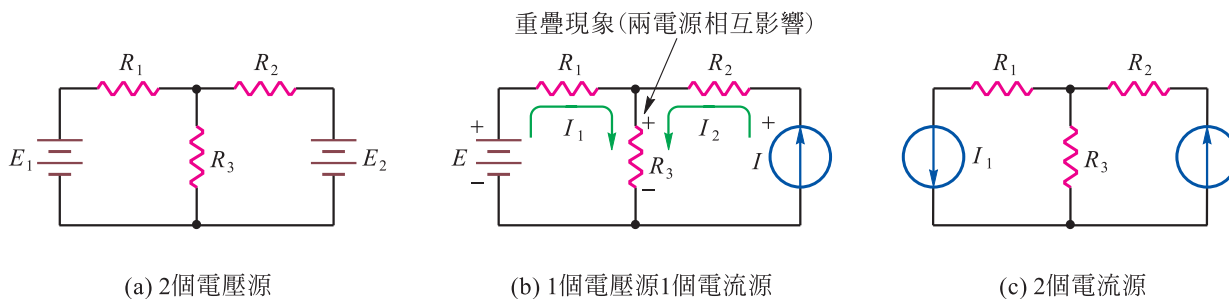 重疊現象(兩電源相互影響)
R1 R2
E1 R3 E2
R1 R2
+ I1 + I2 +
E R3 I
− −
R1 R2
I1 R3
(a) 2個電壓源
(b) 1個電壓源1個電流源
(c) 2個電流源